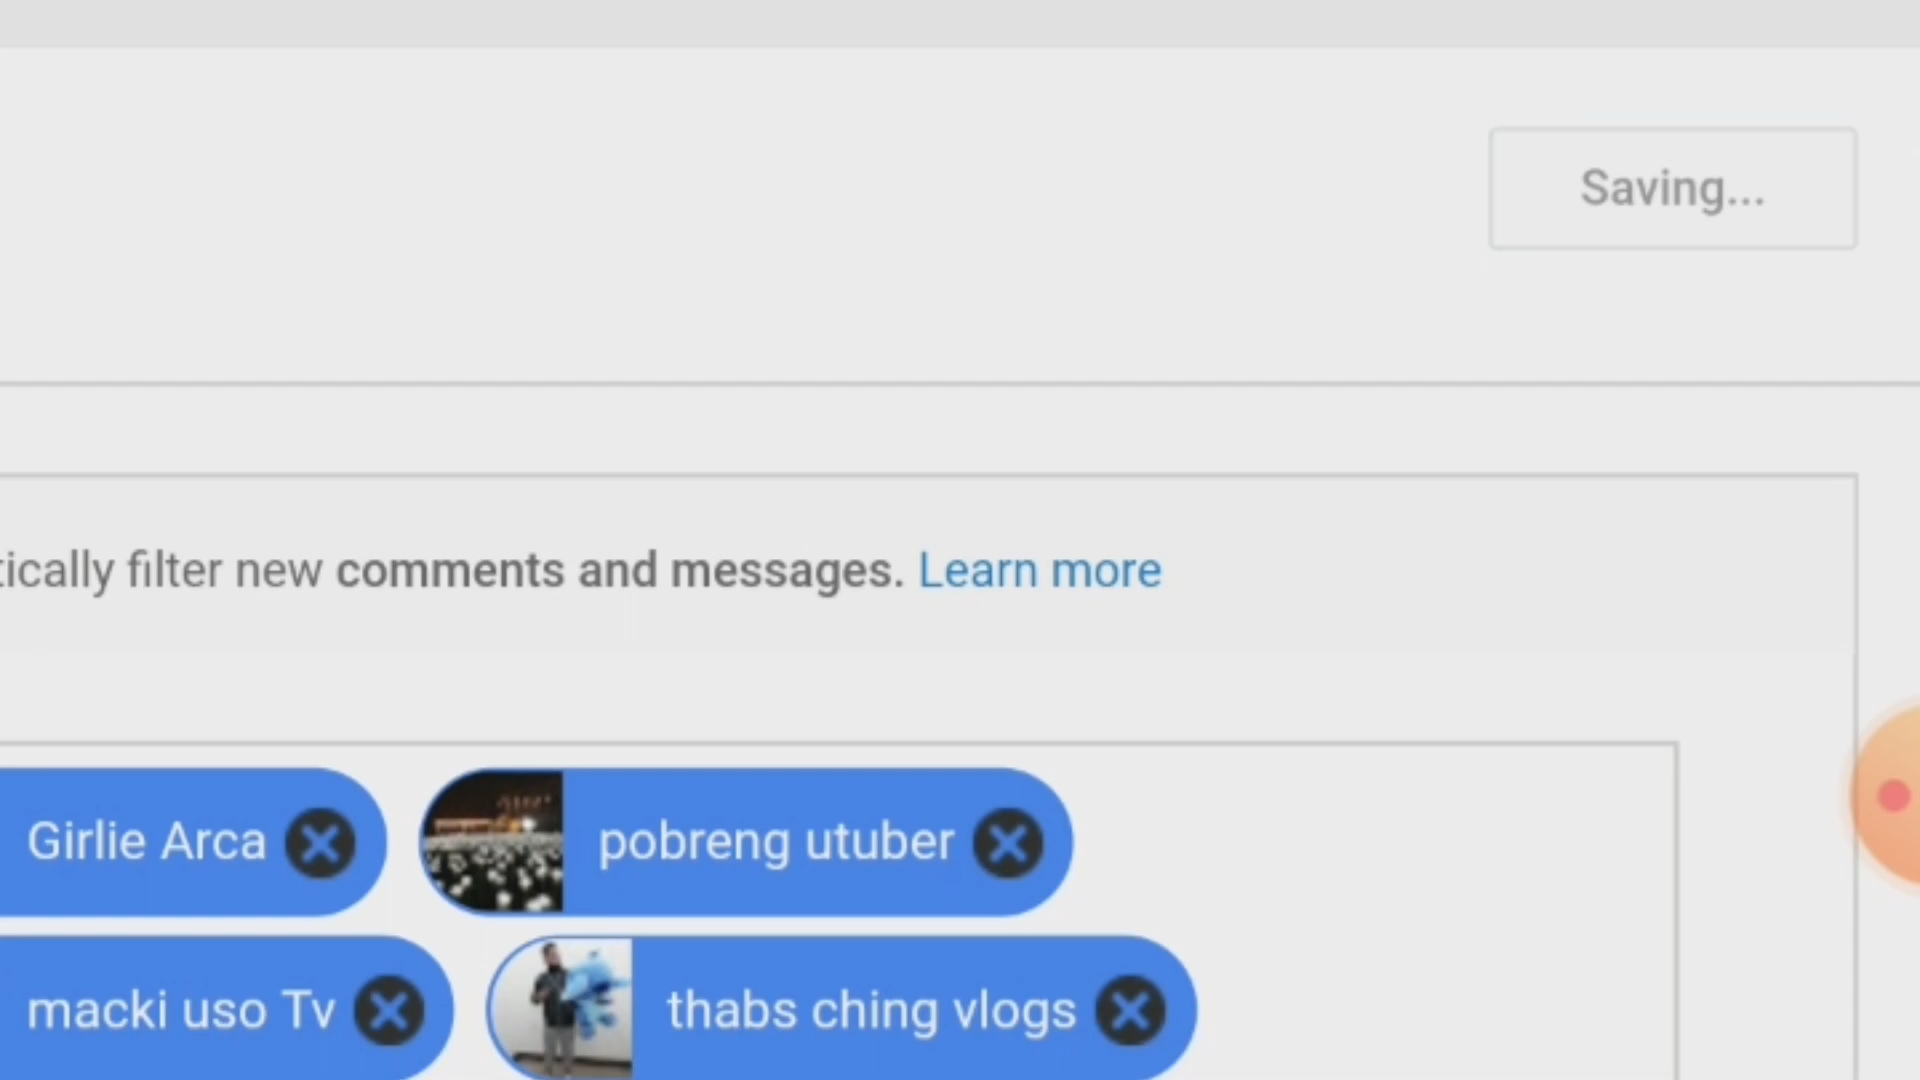 Saving...
tically filter new comments and messages. Learn more
Girlie Arca pobreng utuber
macki uso Tv thabs ching vlogs